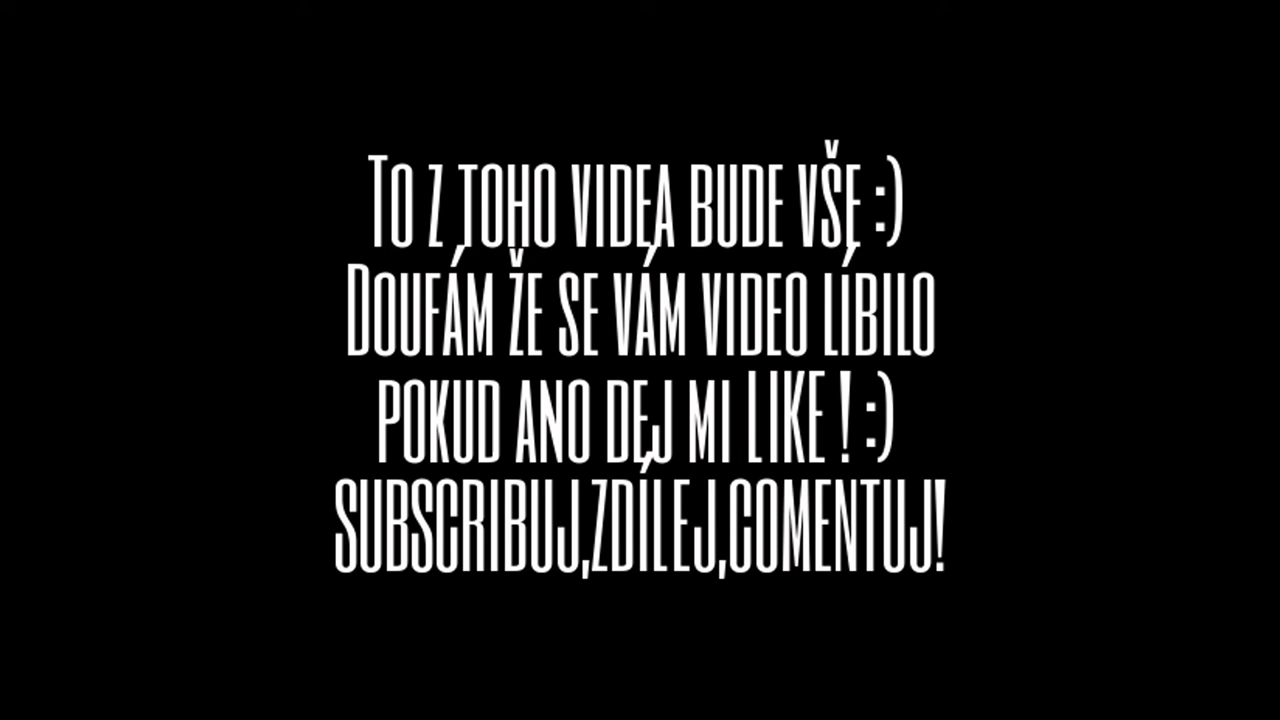 To z toho videa bude vše :)
Doufám že se vám video líbilo
pokud ano dej mi LIKE ! :)
SUBSCRIBUJ,ZDÍLEJ,COMENTUJ!